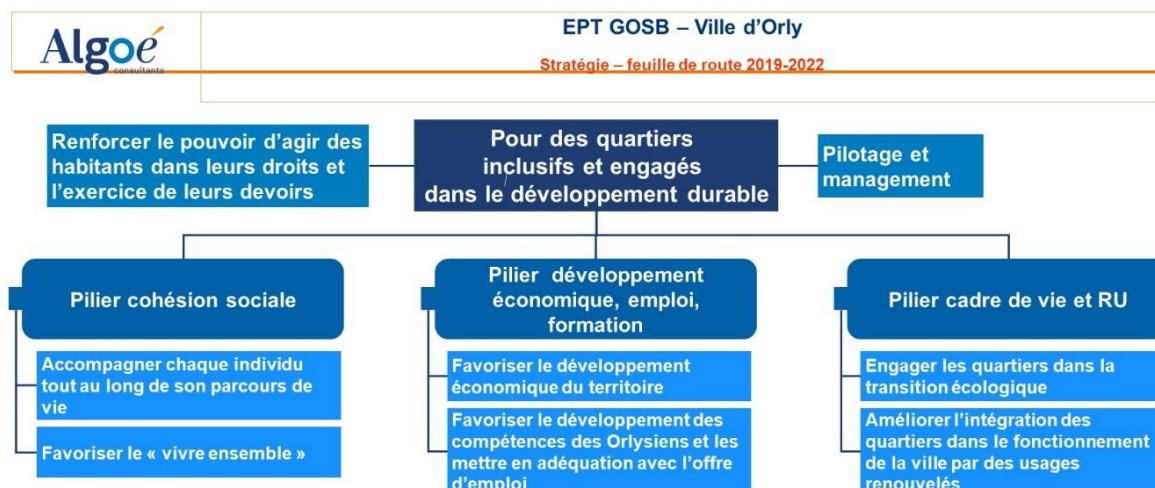 Algoé
consultants
EPT GOSB – Ville d'Orly
Stratégie – feuille de route 2019-2022
Renforcer le pouvoir d'agir des
habitants dans leurs droits et
l'exercice de leurs devoirs
Pour des quartiers
inclusifs et engagés
dans le développement durable
Pilotage et
management
Pilier cohésion sociale
Accompagner chaque individu
tout au long de son parcours de
vie
Favoriser le « vivre ensemble »
Pilier développement
économique, emploi,
formation
Favoriser le développement
économique du territoire
Favoriser le développement des
compétences des Orlysiens et les
mettre en adéquation avec l'offre
d'emploi
Pilier cadre de vie et RU
Engager les quartiers dans la
transition écologique
Améliorer l'intégration des
quartiers dans le fonctionnement
de la ville par des usages
renouvelés